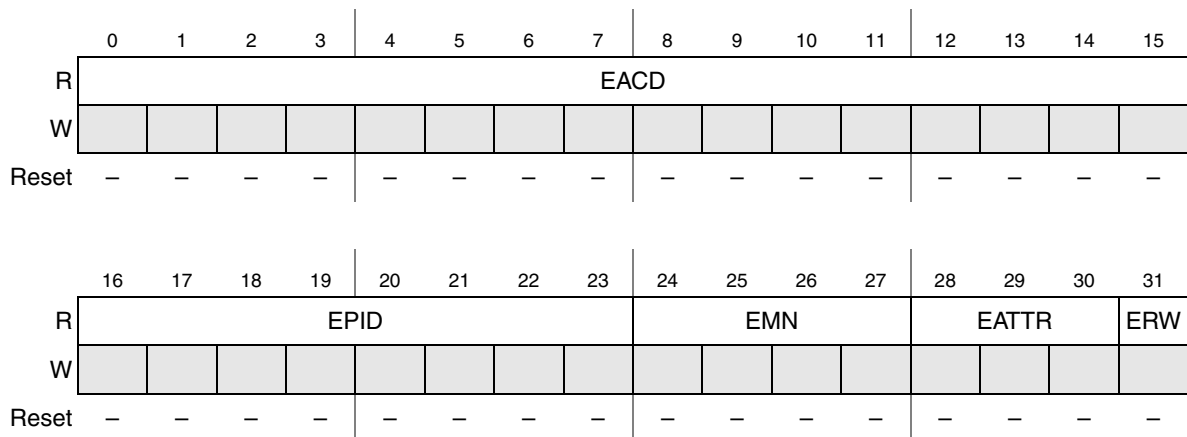 0 1 2 3 4 5 6 7 8 9 10 11 12 13 14 15
R EACD
W
Reset – – – – – – – – – – – – – – – –
16 17 18 19 20 21 22 23 24 25 26 27 28 29 30 31
R EPID EMN EATTR ERW
W
Reset – – – – – – – – – – – – – – – –